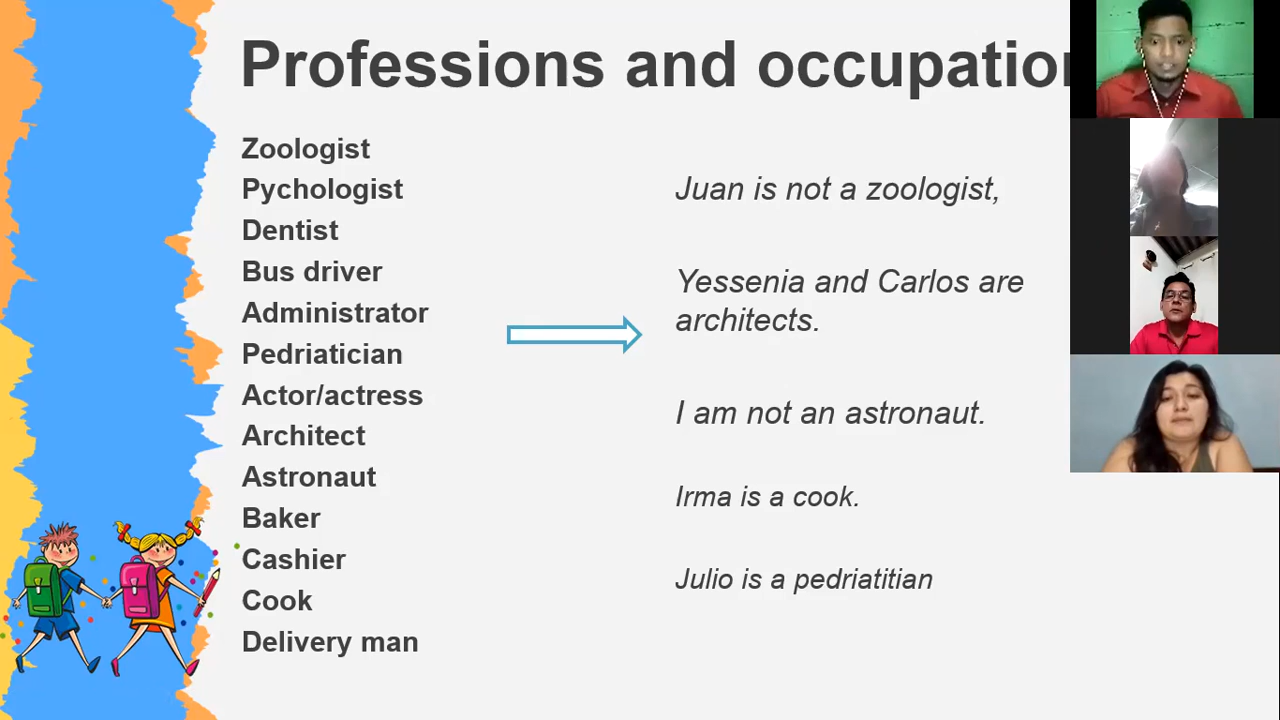 Professions and occupation
Zoologist
Pychologist
Dentist
Bus driver
Administrator
Pedriatician
Actor/actress
Architect
Astronaut
Baker
Cashier
Cook
Delivery man
Juan is not a zoologist,
Yessenia and Carlos are
architects.
I am not an astronaut.
Irma is a cook.
Julio is a pedriatitian